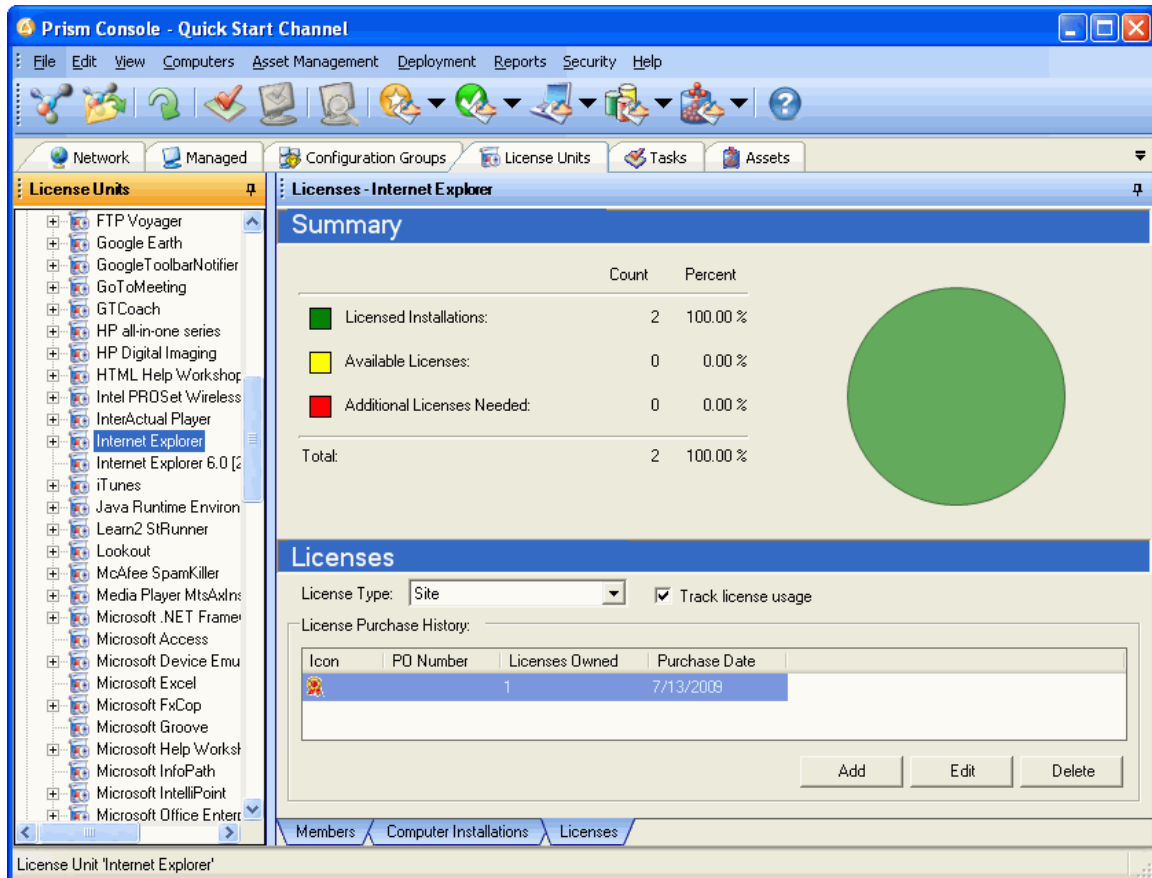 Prism Console - Quick Start Channel
File Edit View Computers Asset Management Deployment Reports Security Help
Network Managed Configuration Groups License Units Tasks Assets
License Units
FTP Voyager
Google Earth
GoogleToolbarNotifier
GoToMeeting
GTCoach
HP all-in-one series
HP Digital Imaging
HTML Help Workshop
Intel PROSet Wireless
InterActual Player
Internet Explorer
Internet Explorer 6.0 [2
iTunes
Java Runtime Environ
Learn2 StRunner
Lookout
McAfee SpamKiller
Media Player MtsAxIns
Microsoft .NET Frame
Microsoft Access
Microsoft Device Emu
Microsoft Excel
Microsoft FxCop
Microsoft Groove
Microsoft Help Worksh
Microsoft InfoPath
Microsoft IntelliPoint
Microsoft Office Enter
Licenses - Internet Explorer
Summary
Count Percent
Licensed Installations: 2 100.00 %
Available Licenses: 0 0.00 %
Additional Licenses Needed: 0 0.00 %
Total: 2 100.00 %
Licenses
License Type: Site Track license usage
License Purchase History:
Icon PO Number Licenses Owned Purchase Date
1 7/13/2009
Add Edit Delete
Members Computer Installations Licenses
License Unit 'Internet Explorer'